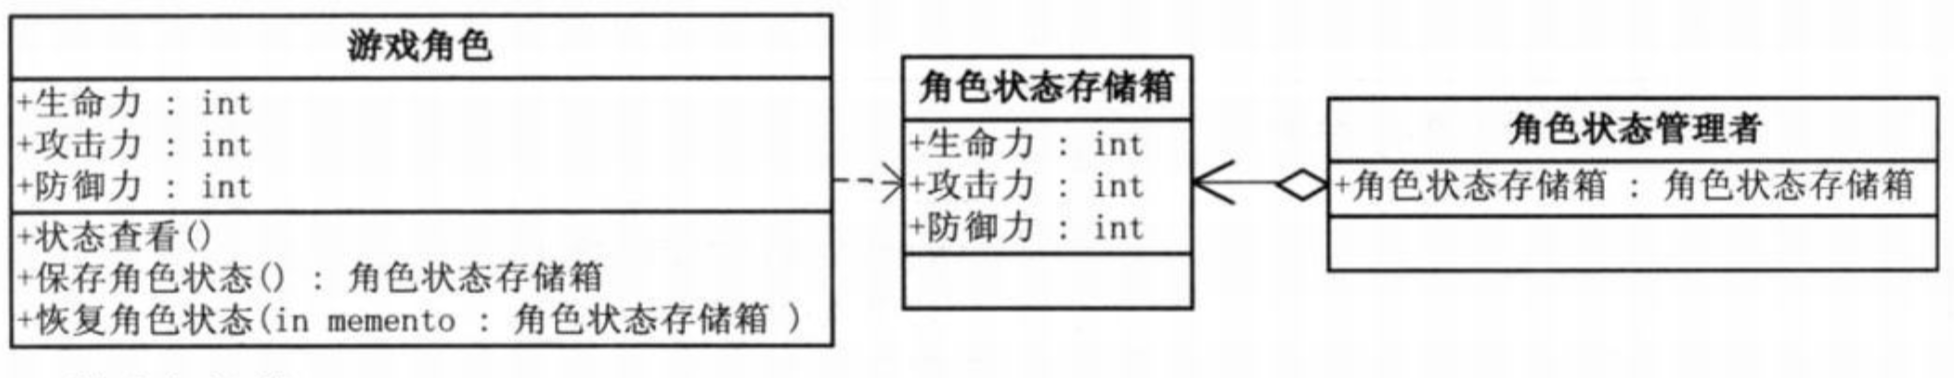 游戏角色
+生命力 : int
+攻击力 : int
+防御力 : int
+状态查看()
+保存角色状态() : 角色状态存储箱
+恢复角色状态(in memento : 角色状态存储箱 )
角色状态存储箱
+生命力 : int
+攻击力 : int
+防御力 : int
角色状态管理者
+角色状态存储箱 : 角色状态存储箱